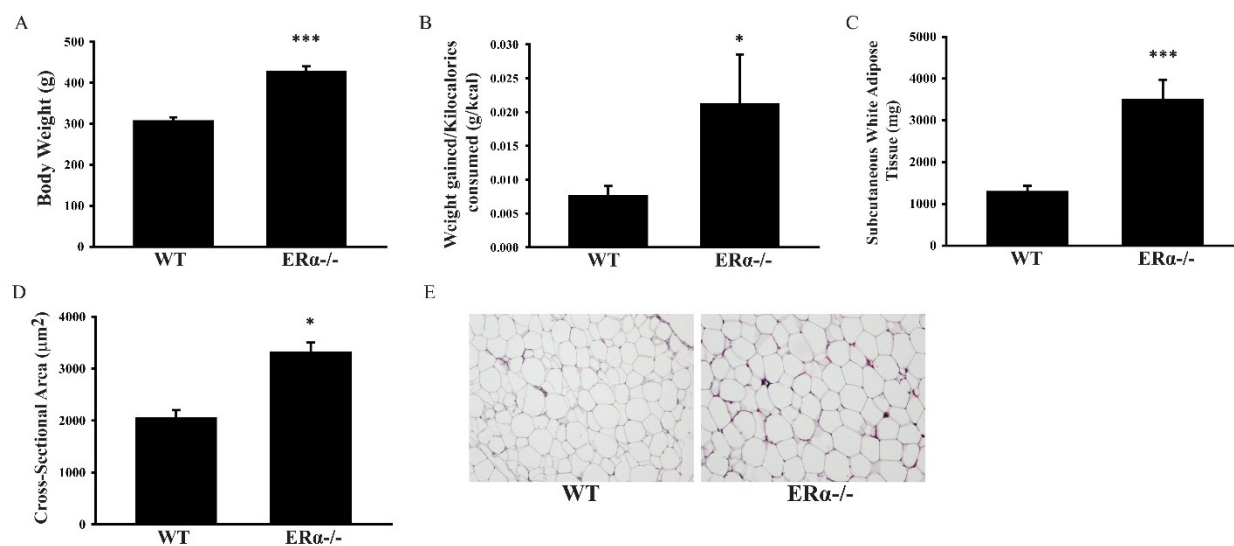 A
Body Weight (g)
500
400
300
200
100
0
***
WT
ERα-/-
B
Weight gained/Kilocalories
consumed (g/kcal)
0.030
0.025
0.020
0.015
0.010
0.005
0.000
*
WT
ERα-/-
C
Subcutaneous White Adipose
Tissue (mg)
5000
4000
3000
2000
1000
0
***
WT
ERα-/-
D
Cross-Sectional Area (μm²)
4000
3000
2000
1000
0
*
WT
ERα-/-
E
WT
ERα-/-